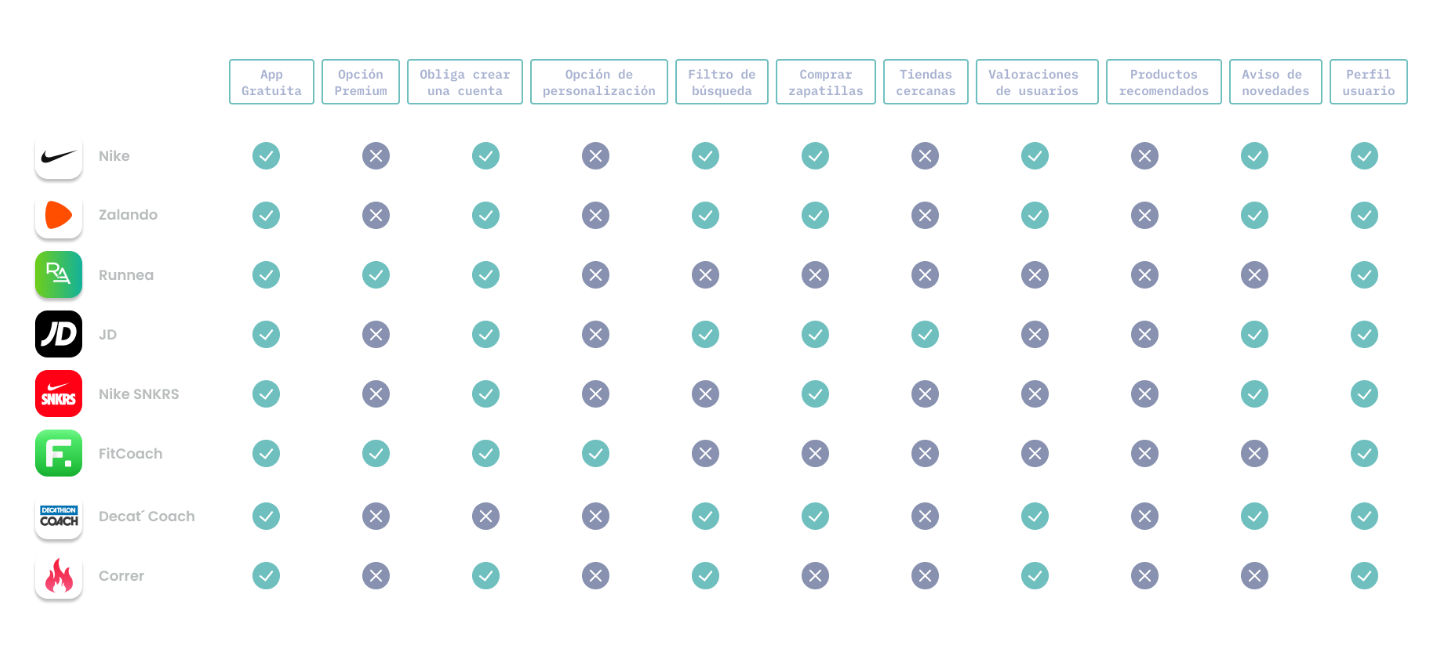 App Gratuita
Opción Premium
Obliga crear una cuenta
Opción de personalización
Filtro de búsqueda
Comprar zapatillas
Tiendas cercanas
Valoraciones de usuarios
Productos recomendados
Aviso de novedades
Perfil usuario
Nike
Zalando
RA
Runnea
JD
JD
SNKRS
Nike SNKRS
F.
FitCoach
DECATHLON
COACH
Decat´ Coach
Correr